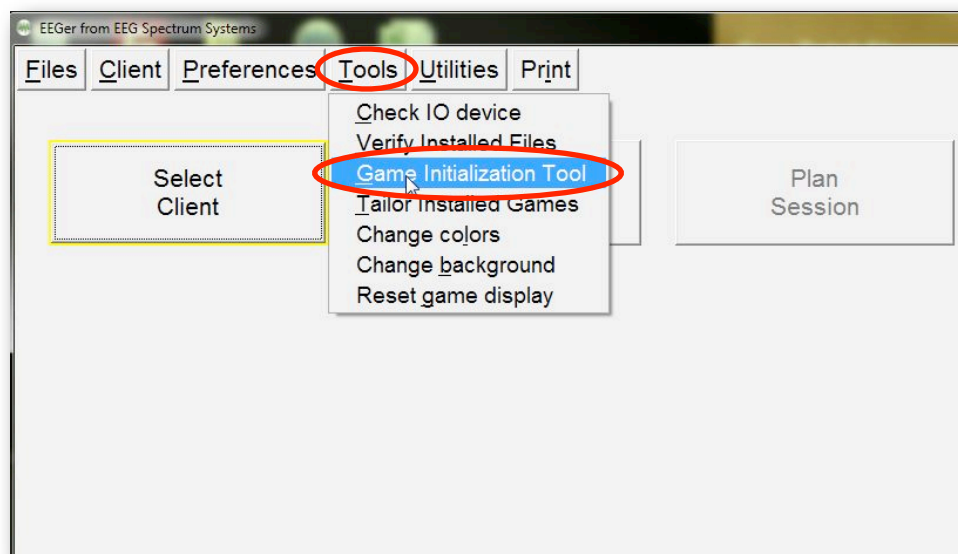 EEGer from EEG Spectrum Systems
Files Client Preferences Tools Utilities Print
Check IO device
Verify Installed Files
Game Initialization Tool
Tailor Installed Games
Change colors
Change background
Reset game display
Select
Client
Plan
Session